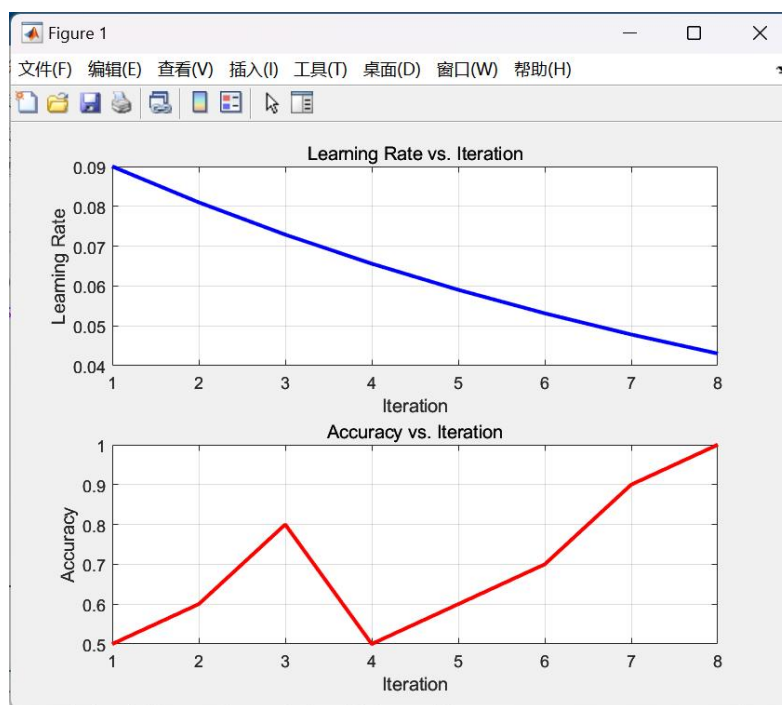 Figure 1
文件(F) 编辑(E) 查看(V) 插入(I) 工具(T) 桌面(D) 窗口(W) 帮助(H)
Learning Rate vs. Iteration
0.09
0.08
0.07
0.06
0.05
0.04
Learning Rate
1 2 3 4 5 6 7 8
Iteration
Accuracy vs. Iteration
1
0.9
0.8
0.7
0.6
0.5
Accuracy
1 2 3 4 5 6 7 8
Iteration